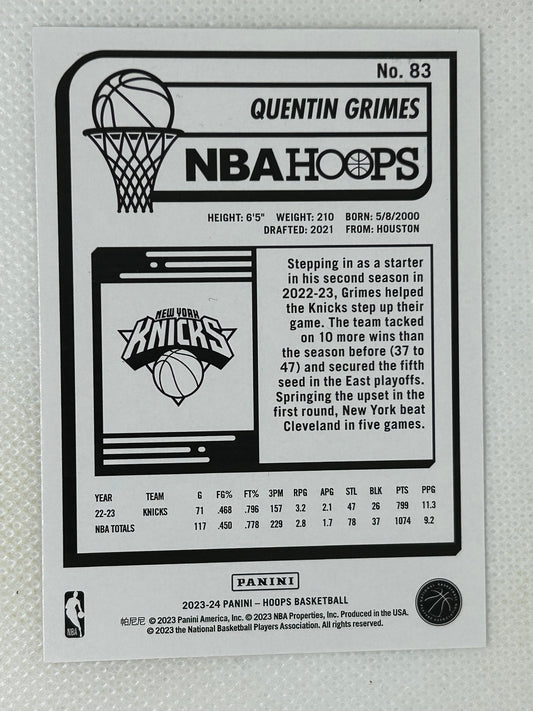 No. 83
QUENTIN GRIMES
NBA HOOPS
HEIGHT: 6'5" WEIGHT: 210 BORN: 5/8/2000
DRAFTED: 2021 FROM: HOUSTON
NEW YORK
KNICKS
Stepping in as a starter
in his second season in
2022-23, Grimes helped
the Knicks step up their
game. The team tacked
on 10 more wins than
the season before (37 to
47) and secured the fifth
seed in the East playoffs.
Springing the upset in the
first round, New York beat
Cleveland in five games.
YEAR TEAM G FG% FT% 3PM RPG APG STL BLK PTS PPG
22-23 KNICKS 71 .468 .796 157 3.2 2.1 47 26 799 11.3
NBA TOTALS 117 .450 .778 229 2.8 1.7 78 37 1074 9.2
PANINI
2023-24 PANINI – HOOPS BASKETBALL
帕尼尼 © 2023 Panini America, Inc. © 2023 NBA Properties, Inc. Produced in the USA.
© 2023 the National Basketball Players Association. All rights reserved.
NBA